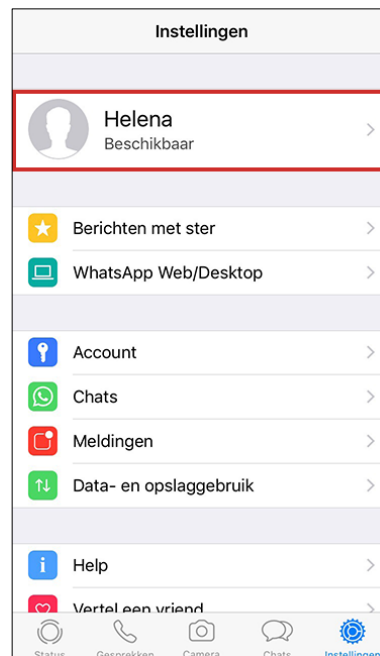 Instellingen
Helena
Beschikbaar
Berichten met ster
WhatsApp Web/Desktop
Account
Chats
Meldingen
Data- en opslaggebruik
Help
Vertel een vriend
Status Gesprekken Camera Chats Instellingen